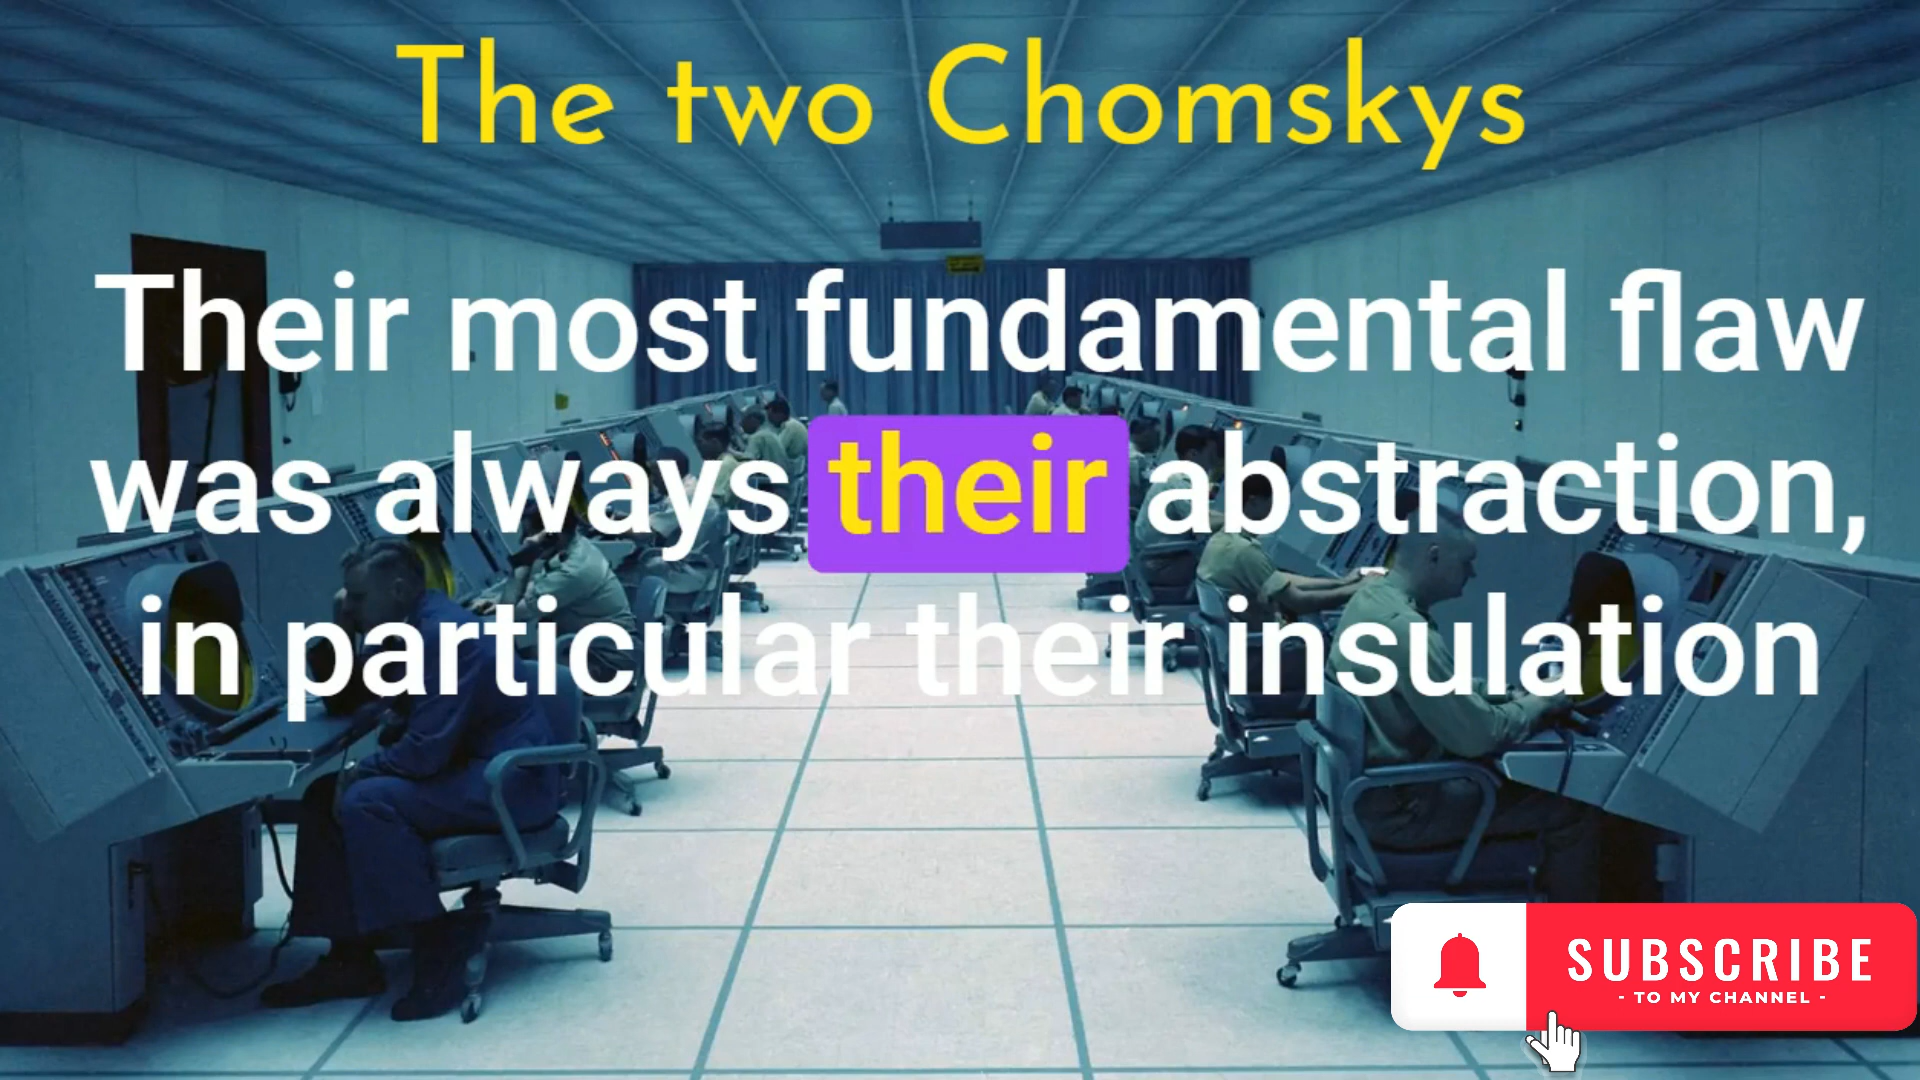 The two Chomskys
Their most fundamental flaw
was always their abstraction,
in particular their insulation
SUBSCRIBE
- TO MY CHANNEL -